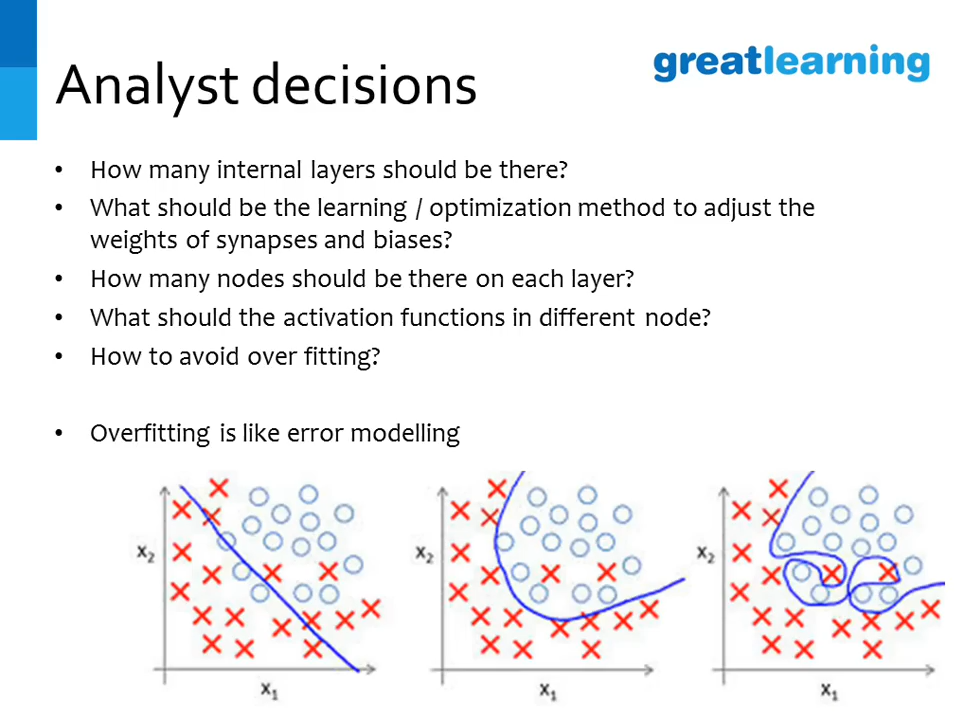 Analyst decisions
greatlearning
• How many internal layers should be there?
• What should be the learning / optimization method to adjust the
weights of synapses and biases?
• How many nodes should be there on each layer?
• What should the activation functions in different node?
• How to avoid over fitting?
• Overfitting is like error modelling
x₂
x₁
x₂
x₁
x₂
x₁